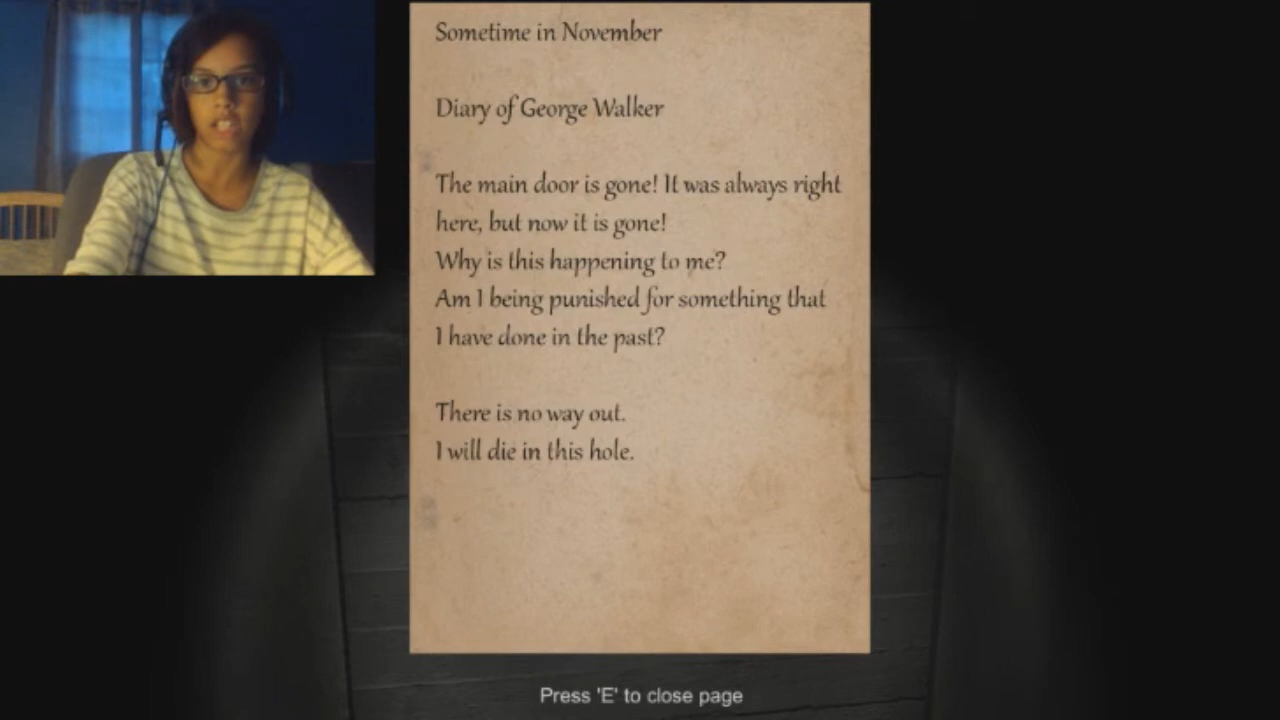 Sometime in November
Diary of George Walker
The main door is gone! It was always right
here, but now it is gone!
Why is this happening to me?
Am I being punished for something that
I have done in the past?
There is no way out.
I will die in this hole.
Press 'E' to close page